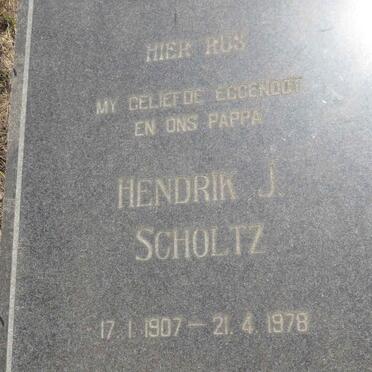 HIER RUS
MY GELIEFDE EGGENOOT
EN ONS PAPPA
HENDRIK J.
SCHOLTZ
17. 1. 1907 — 21. 4. 1978